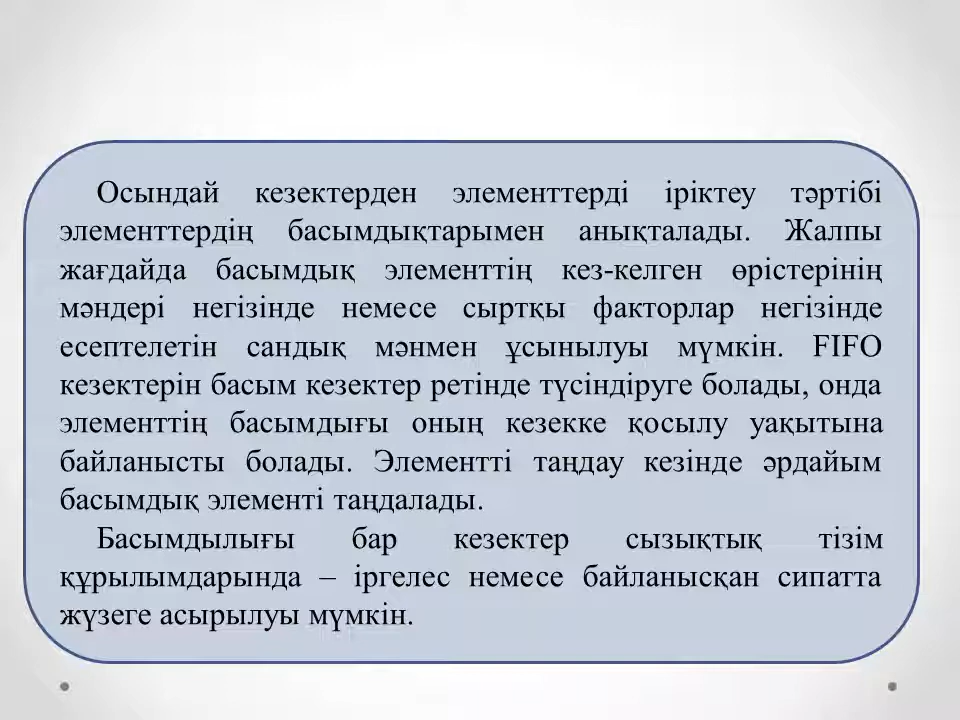 Осындай кезектерден элементтерді іріктеу тәртібі
элементтердің басымдықтарымен анықталады. Жалпы
жағдайда басымдық элементтің кез-келген өрістерінің
мәндері негізінде немесе сыртқы факторлар негізінде
есептелетін сандық мәнмен ұсынылуы мүмкін. FIFO
кезектерін басым кезектер ретінде түсіндіруге болады, онда
элементтің басымдығы оның кезекке қосылу уақытына
байланысты болады. Элементті таңдау кезінде әрдайым
басымдық элементі таңдалады.
Басымдылығы бар кезектер сызықтық тізім
құрылымдарында – іргелес немесе байланысқан сипатта
жүзеге асырылуы мүмкін.